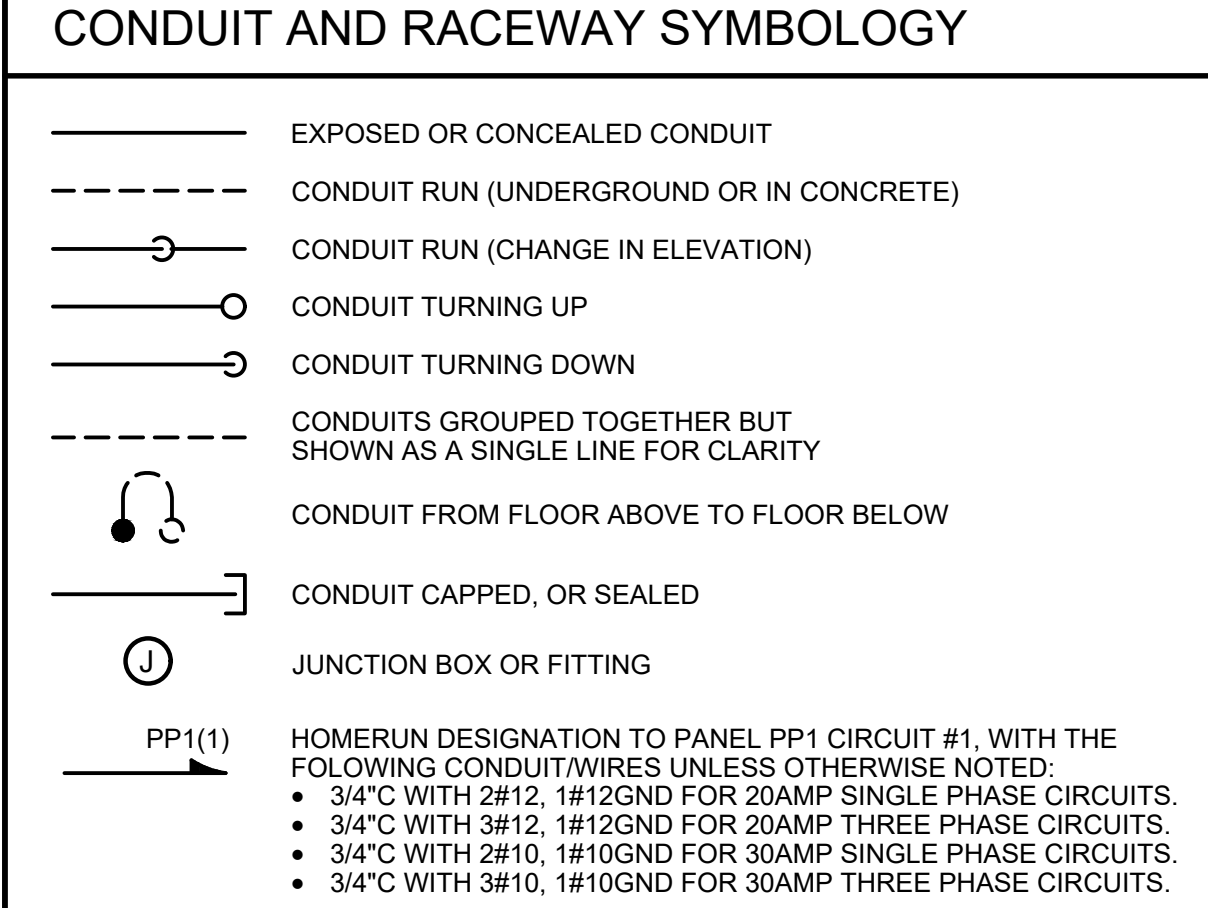 CONDUIT AND RACEWAY SYMBOLOGY
EXPOSED OR CONCEALED CONDUIT
CONDUIT RUN (UNDERGROUND OR IN CONCRETE)
CONDUIT RUN (CHANGE IN ELEVATION)
CONDUIT TURNING UP
CONDUIT TURNING DOWN
CONDUITS GROUPED TOGETHER BUT
SHOWN AS A SINGLE LINE FOR CLARITY
CONDUIT FROM FLOOR ABOVE TO FLOOR BELOW
CONDUIT CAPPED, OR SEALED
J JUNCTION BOX OR FITTING
PP1(1) HOMERUN DESIGNATION TO PANEL PP1 CIRCUIT #1, WITH THE
FOLOWING CONDUIT/WIRES UNLESS OTHERWISE NOTED:
• 3/4"C WITH 2#12, 1#12GND FOR 20AMP SINGLE PHASE CIRCUITS.
• 3/4"C WITH 3#12, 1#12GND FOR 20AMP THREE PHASE CIRCUITS.
• 3/4"C WITH 2#10, 1#10GND FOR 30AMP SINGLE PHASE CIRCUITS.
• 3/4"C WITH 3#10, 1#10GND FOR 30AMP THREE PHASE CIRCUITS.